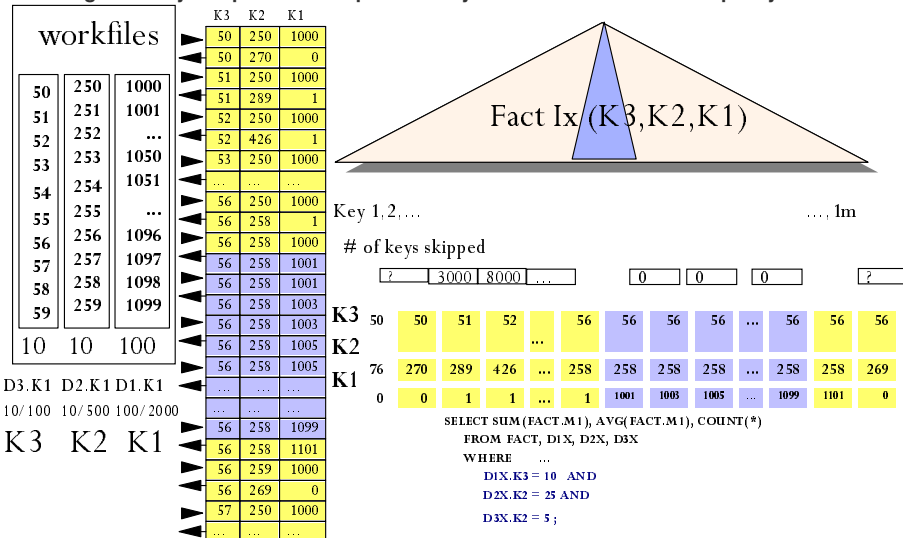 workfiles
50 250 1000
51 251 1001
52 252 ...
53 253 1050
54 254 1051
55 255 ...
56 256 1096
57 257 1097
58 258 1098
59 259 1099
10 10 100
D3.K1 D2.K1 D1.K1
10/100 10/500 100/2000
K3 K2 K1
K3 K2 K1
50 250 1000
50 270 0
51 250 1000
51 289 1
52 250 1000
52 426 1
53 250 1000
... ... ...
56 250 1000
56 258 1
56 258 1000
56 258 1001
56 258 1001
56 258 1003
56 258 1003
56 258 1005
56 258 1005
... ... ...
... ... ...
56 258 1099
56 258 1101
56 259 1000
56 269 0
57 250 1000
... ... ...
Fact Ix (K3,K2,K1)
Key 1, 2, ... ..., 1m
# of keys skipped
? 3000 8000 ... 0 0 0 ?
K3 50 50 51 52 56 56 56 56 ... 56 56 56
K2 ...
K1 76 270 289 426 ... 258 258 258 258 ... 258 258 269
0 0 1 1 ... 1 1001 1003 1005 ... 1099 1101 0
SELECT SUM(FACT.M1), AVG(FACT.M1), COUNT(*)
FROM FACT, D1X, D2X, D3X
WHERE ...
D1X.K3 = 10 AND
D2X.K2 = 25 AND
D3X.K2 = 5 ;